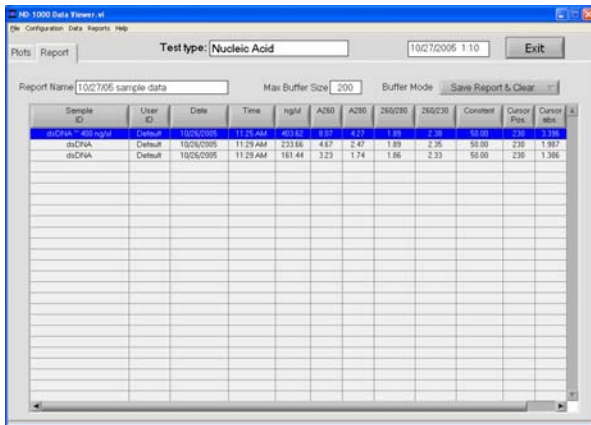 ND-1000 Data Viewer.vi
File Configuration Data Reports Help
Plots Report Test type: Nucleic Acid 10/27/2005 1:10 Exit
Report Name 10/27/05 sample data Max Buffer Size 200 Buffer Mode Save Report & Clear
Sample ID User ID Date Time ng/ul A260 A280 260/280 260/230 Constant Cursor Pos. Cursor abs.
dsDNA ~ 400 ng/ul Default 10/26/2005 11:25 AM 403.62 8.07 4.27 1.89 2.38 50.00 230 3.396
dsDNA Default 10/26/2005 11:29 AM 233.66 4.67 2.47 1.89 2.35 50.00 230 1.987
dsDNA Default 10/26/2005 11:29 AM 161.44 3.23 1.74 1.86 2.33 50.00 230 1.386